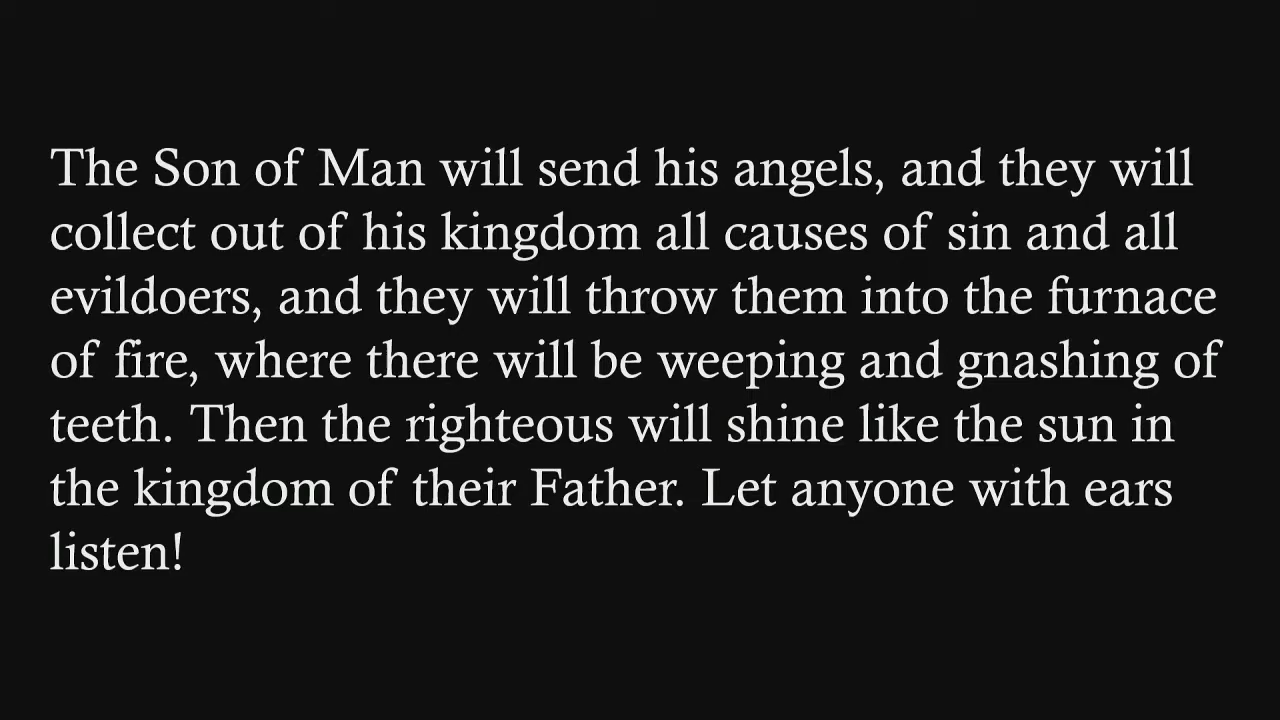 The Son of Man will send his angels, and they will
collect out of his kingdom all causes of sin and all
evildoers, and they will throw them into the furnace
of fire, where there will be weeping and gnashing of
teeth. Then the righteous will shine like the sun in
the kingdom of their Father. Let anyone with ears
listen!